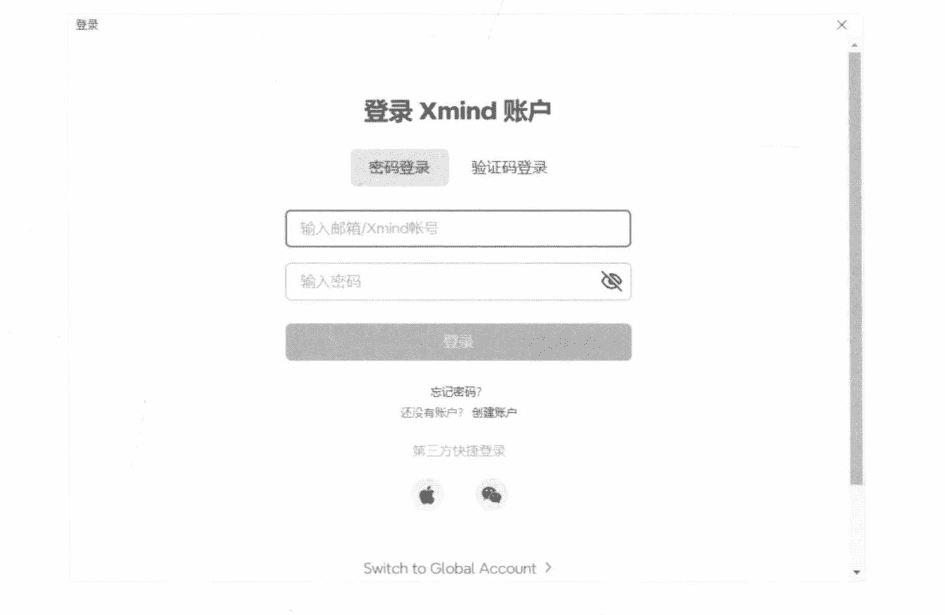 登录
登录 Xmind 账户
密码登录 验证码登录
输入邮箱/Xmind帐号
输入密码
登录
忘记密码?
还没有账户? 创建账户
第三方快捷登录
Switch to Global Account >